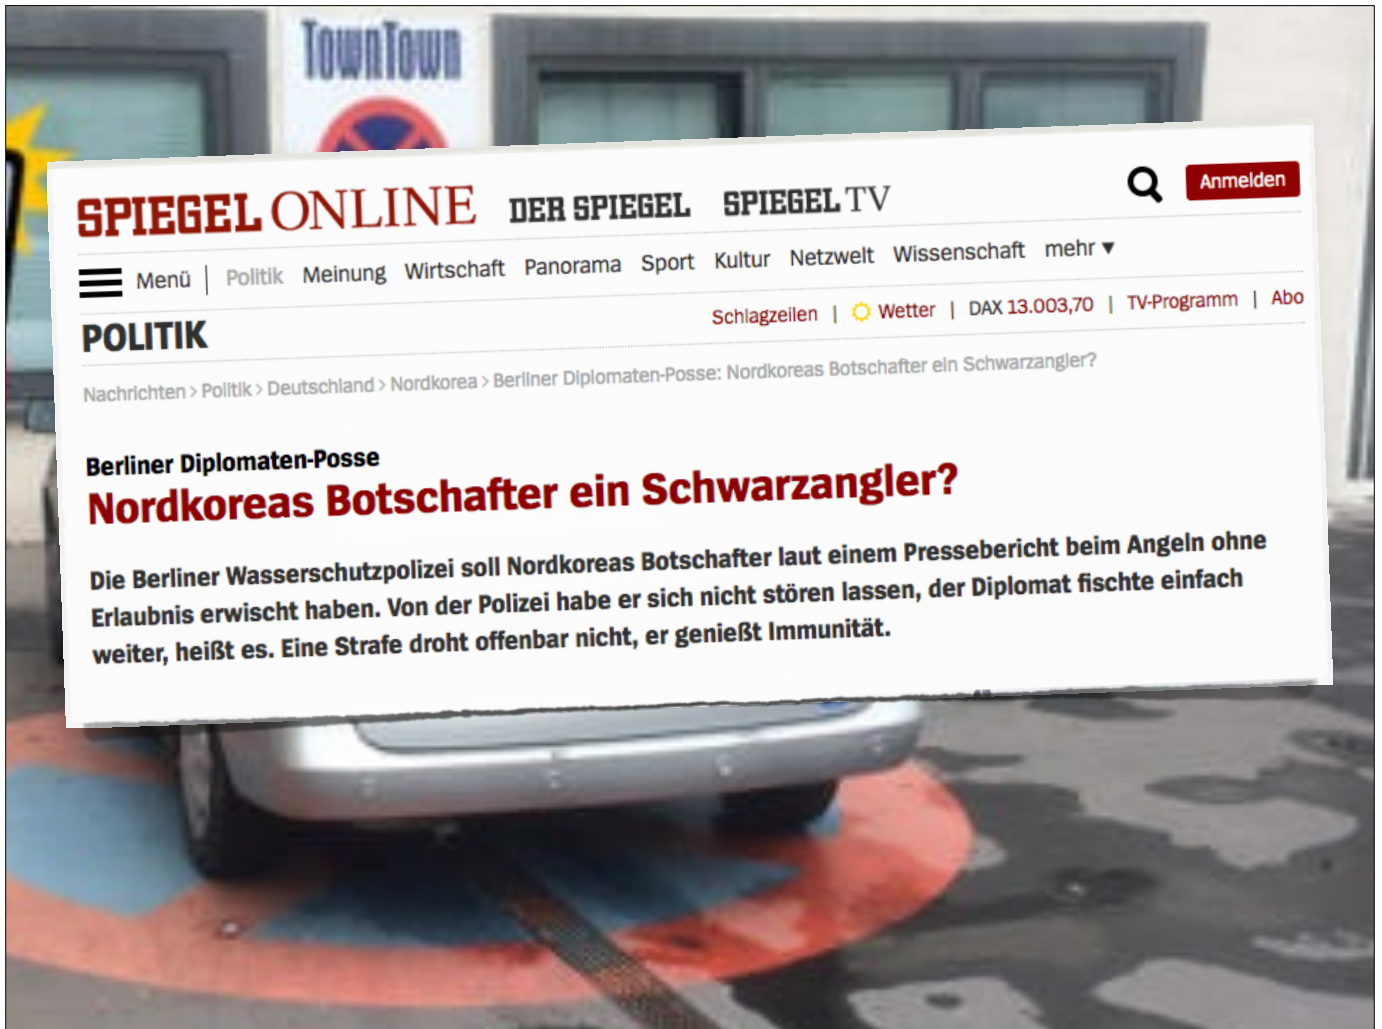 TownTown
SPIEGEL ONLINE DER SPIEGEL SPIEGEL TV Anmelden
Menü | Politik Meinung Wirtschaft Panorama Sport Kultur Netzwelt Wissenschaft mehr ▼
POLITIK
Schlagzeilen | Wetter | DAX 13.003,70 | TV-Programm | Abo
Nachrichten > Politik > Deutschland > Nordkorea > Berliner Diplomaten-Posse: Nordkoreas Botschafter ein Schwarzangler?
Berliner Diplomaten-Posse
Nordkoreas Botschafter ein Schwarzangler?
Die Berliner Wasserschutzpolizei soll Nordkoreas Botschafter laut einem Pressebericht beim Angeln ohne
Erlaubnis erwischt haben. Von der Polizei habe er sich nicht stören lassen, der Diplomat fischte einfach
weiter, heißt es. Eine Strafe droht offenbar nicht, er genießt Immunität.